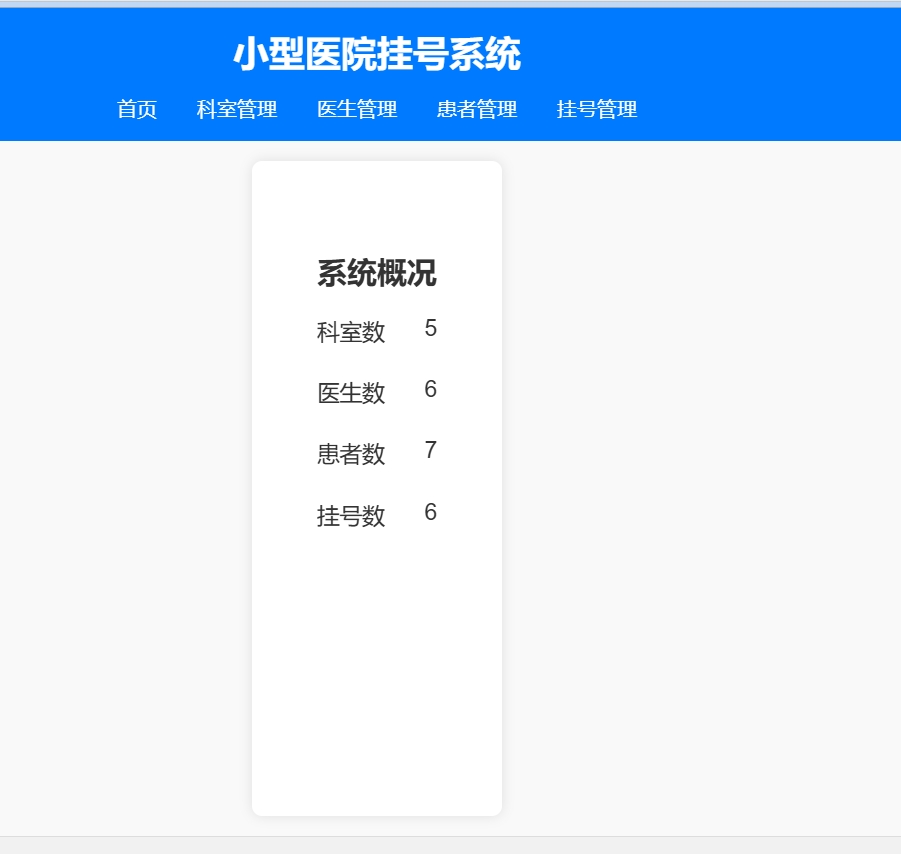 小型医院挂号系统
首页 科室管理 医生管理 患者管理 挂号管理
系统概况
科室数 5
医生数 6
患者数 7
挂号数 6